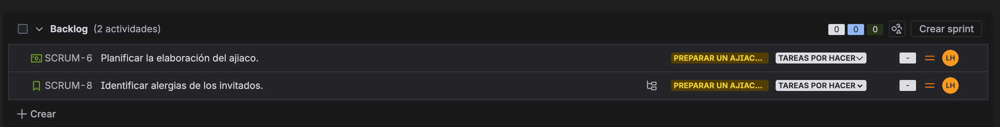 Backlog (2 actividades) 0 0 0 Crear sprint
SCRUM-6 Planificar la elaboración del ajiaco. PREPARAR UN AJIAC... TAREAS POR HACER - LH
SCRUM-8 Identificar alergias de los invitados. PREPARAR UN AJIAC... TAREAS POR HACER - LH
+ Crear